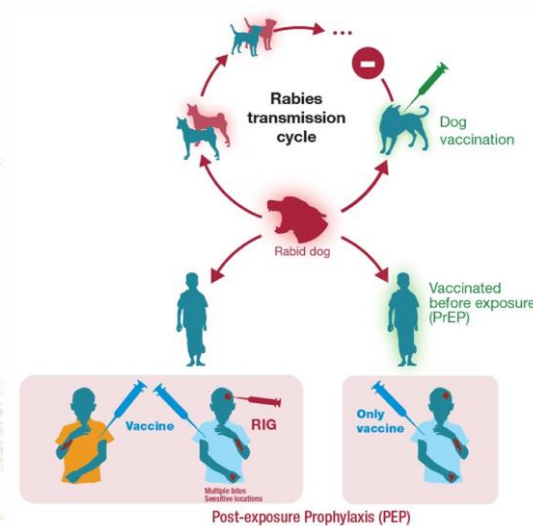 ...
Rabies
transmission
cycle
Dog
vaccination
Rabid dog
Vaccinated
before exposure
(PrEP)
Vaccine
RIG
Multiple bites
Sensitive locations
Only
vaccine
Post-exposure Prophylaxis (PEP)